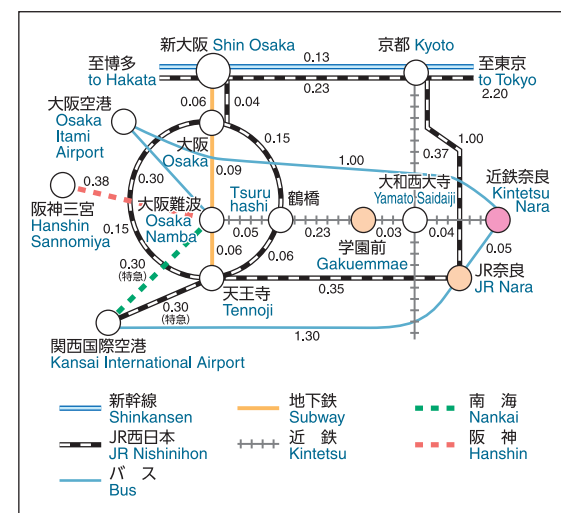 新大阪 Shin Osaka
0.13
京都 Kyoto
至博多
to Hakata
至東京
to Tokyo
0.23
2.20
0.06
0.04
大阪空港
Osaka
Itami
Airport
大阪
Osaka
0.15
1.00
0.37
0.30
0.09
1.00
0.38
阪神三宮
Hanshin
Sannomiya
大阪難波
Osaka
Namba
Tsuru
hashi
鶴橋
大和西大寺
Yamato Saidaiji
近鉄奈良
Kintetsu
Nara
0.15
0.05
0.23
0.03
0.04
学園前
Gakuemmae
0.06
0.06
0.05
0.30
(特急)
天王寺
Tennoji
0.35
JR奈良
JR Nara
0.30
(特急)
1.30
関西国際空港
Kansai International Airport
新幹線
Shinkansen
地下鉄
Subway
南 海
Nankai
JR西日本
JR Nishinihon
近 鉄
Kintetsu
阪 神
Hanshin
バ ス
Bus